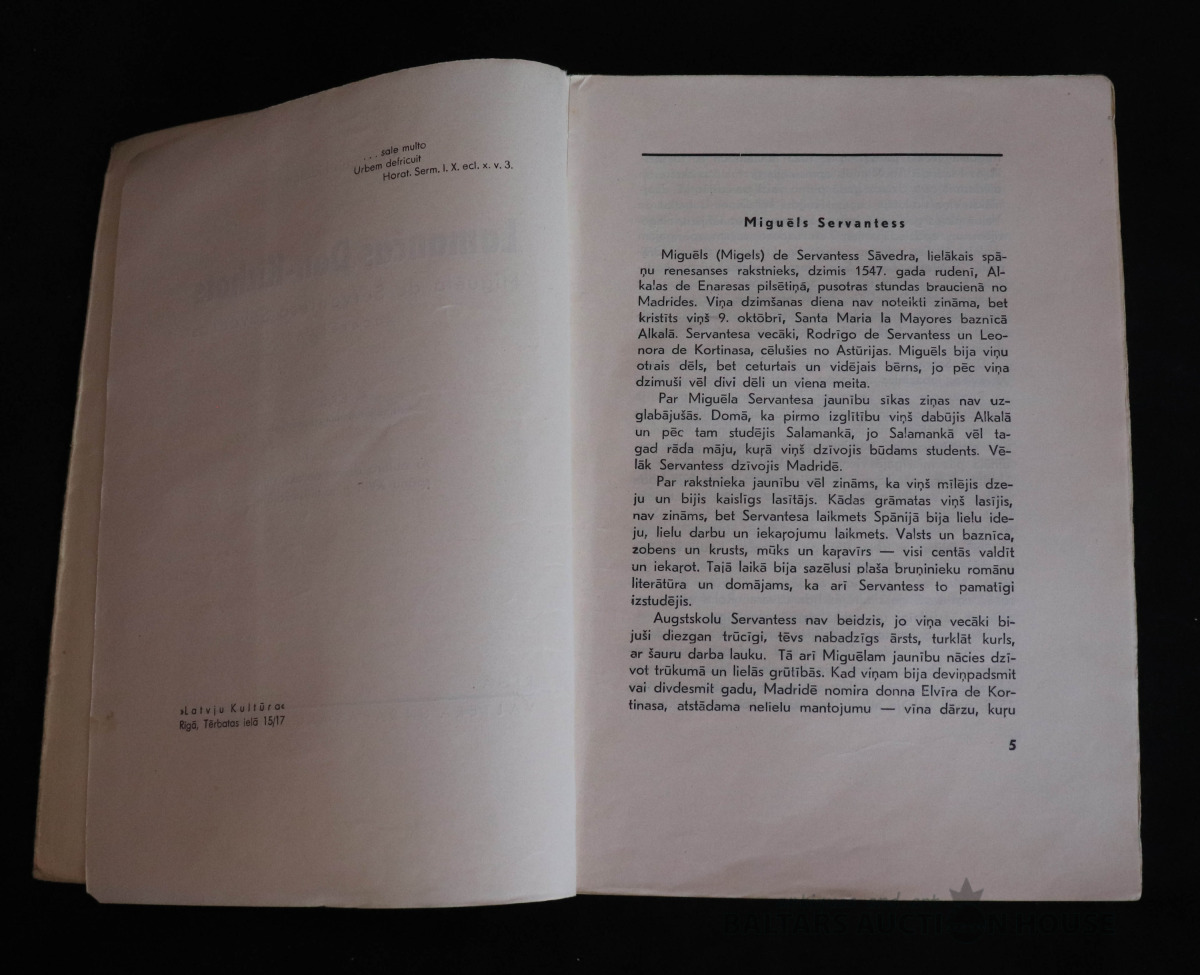 . . . sale multo
Urbem defricuit
Horat. Serm. l. X. ecl. x. v. 3.
»Latvju Kultūra«
Rīgā, Tērbatas ielā 15/17
Miguēls Servantess
Miguēls (Migels) de Servantess Sāvedra, lielākais spā-
ņu renesanses rakstnieks, dzimis 1547. gada rudenī, Al-
kalas de Enaresas pilsētiņā, pusotras stundas braucienā no
Madrides. Viņa dzimšanas diena nav noteikti zināma, bet
kristīts viņš 9. oktōbrī, Santa Maria la Mayores baznīcā
Alkalā. Servantesa vecāki, Rodrīgo de Servantess un Leo-
nora de Kortinasa, cēlušies no Astūrijas. Miguēls bija viņu
otrais dēls, bet ceturtais un vidējais bērns, jo pēc viņa
dzimuši vēl divi dēli un viena meita.
Par Miguēla Servantesa jaunību sīkas ziņas nav uz-
glabājušās. Domā, ka pirmo izglītību viņš dabūjis Alkalā
un pēc tam studējis Salamankā, jo Salamankā vēl ta-
gad rāda māju, kuŗā viņš dzīvojis būdams students. Vē-
lāk Servantess dzīvojis Madridē.
Par rakstnieka jaunību vēl zināms, ka viņš mīlējis dze-
ju un bijis kaislīgs lasītājs. Kādas grāmatas viņš lasījis,
nav zināms, bet Servantesa laikmets Spānijā bija lielu ide-
ju, lielu darbu un iekaŗojumu laikmets. Valsts un baznīca,
zobens un krusts, mūks un kaŗavīrs — visi centās valdīt
un iekaŗot. Tajā laikā bija sazēlusi plaša bruņinieku romānu
literātūra un domājams, ka arī Servantess to pamatīgi
izstudējis.
Augstskolu Servantess nav beidzis, jo viņa vecāki bi-
juši diezgan trūcīgi, tēvs nabadzīgs ārsts, turklāt kurls,
ar šauru darba lauku. Tā arī Miguēlam jaunību nācies dzī-
vot trūkumā un lielās grūtībās. Kad viņam bija deviņpadsmit
vai divdesmit gadu, Madridē nomira donna Elvīra de Kor-
tinasa, atstādama nelielu mantojumu — vīna dārzu, kuŗu
5
BALTARS AUCTION HOUSE